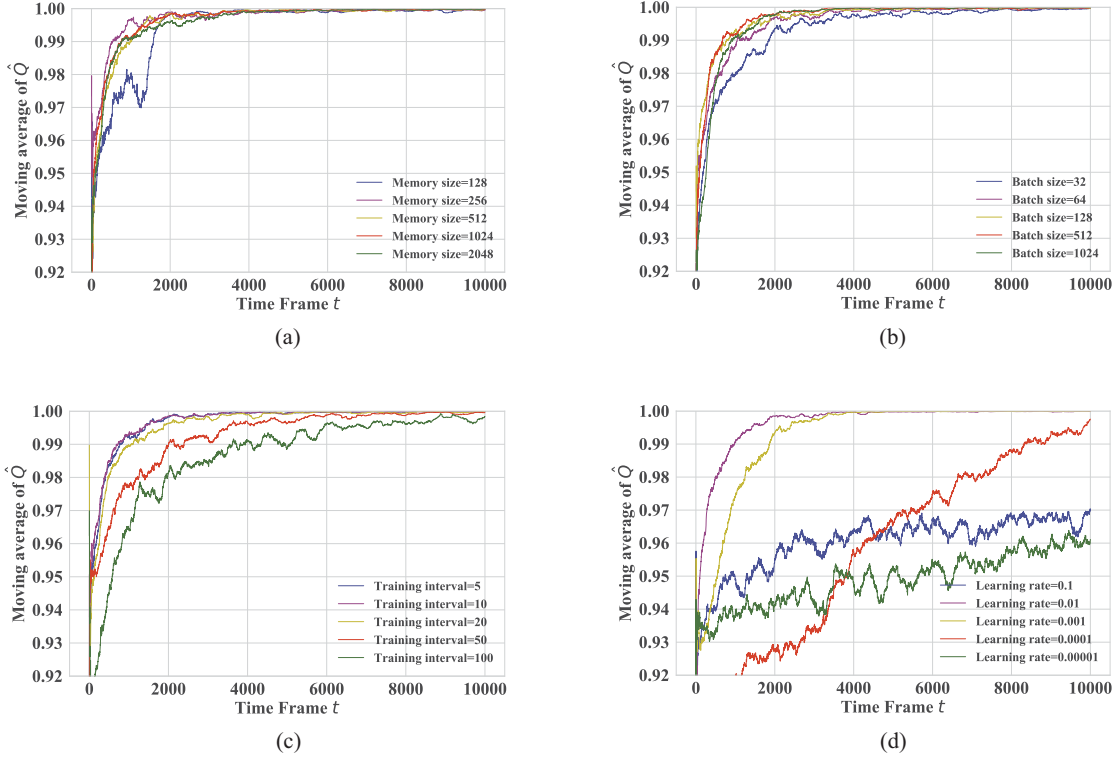 1.00
0.99
0.98
0.97
0.96
0.95
0.94
0.93
0.92
Moving average of Q̂
Memory size=128
Memory size=256
Memory size=512
Memory size=1024
Memory size=2048
0 2000 4000 6000 8000 10000
Time Frame t
(a)
1.00
0.99
0.98
0.97
0.96
0.95
0.94
0.93
0.92
Moving average of Q̂
Batch size=32
Batch size=64
Batch size=128
Batch size=512
Batch size=1024
0 2000 4000 6000 8000 10000
Time Frame t
(b)
1.00
0.99
0.98
0.97
0.96
0.95
0.94
0.93
0.92
Moving average of Q̂
Training interval=5
Training interval=10
Training interval=20
Training interval=50
Training interval=100
0 2000 4000 6000 8000 10000
Time Frame t
(c)
1.00
0.99
0.98
0.97
0.96
0.95
0.94
0.93
0.92
Moving average of Q̂
Learning rate=0.1
Learning rate=0.01
Learning rate=0.001
Learning rate=0.0001
Learning rate=0.00001
0 2000 4000 6000 8000 10000
Time Frame t
(d)